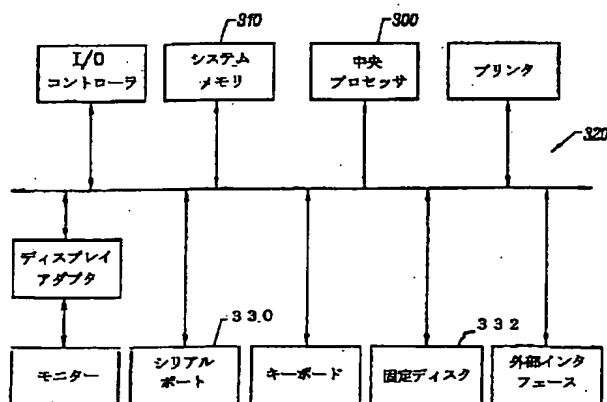 310
300
I/O
コントローラ
システム
メモリ
中央
プロセッサ
プリンタ
320
ディスプレイ
アダプタ
330
332
モニター
シリアル
ポート
キーボード
固定ディスク
外部インタ
フェース